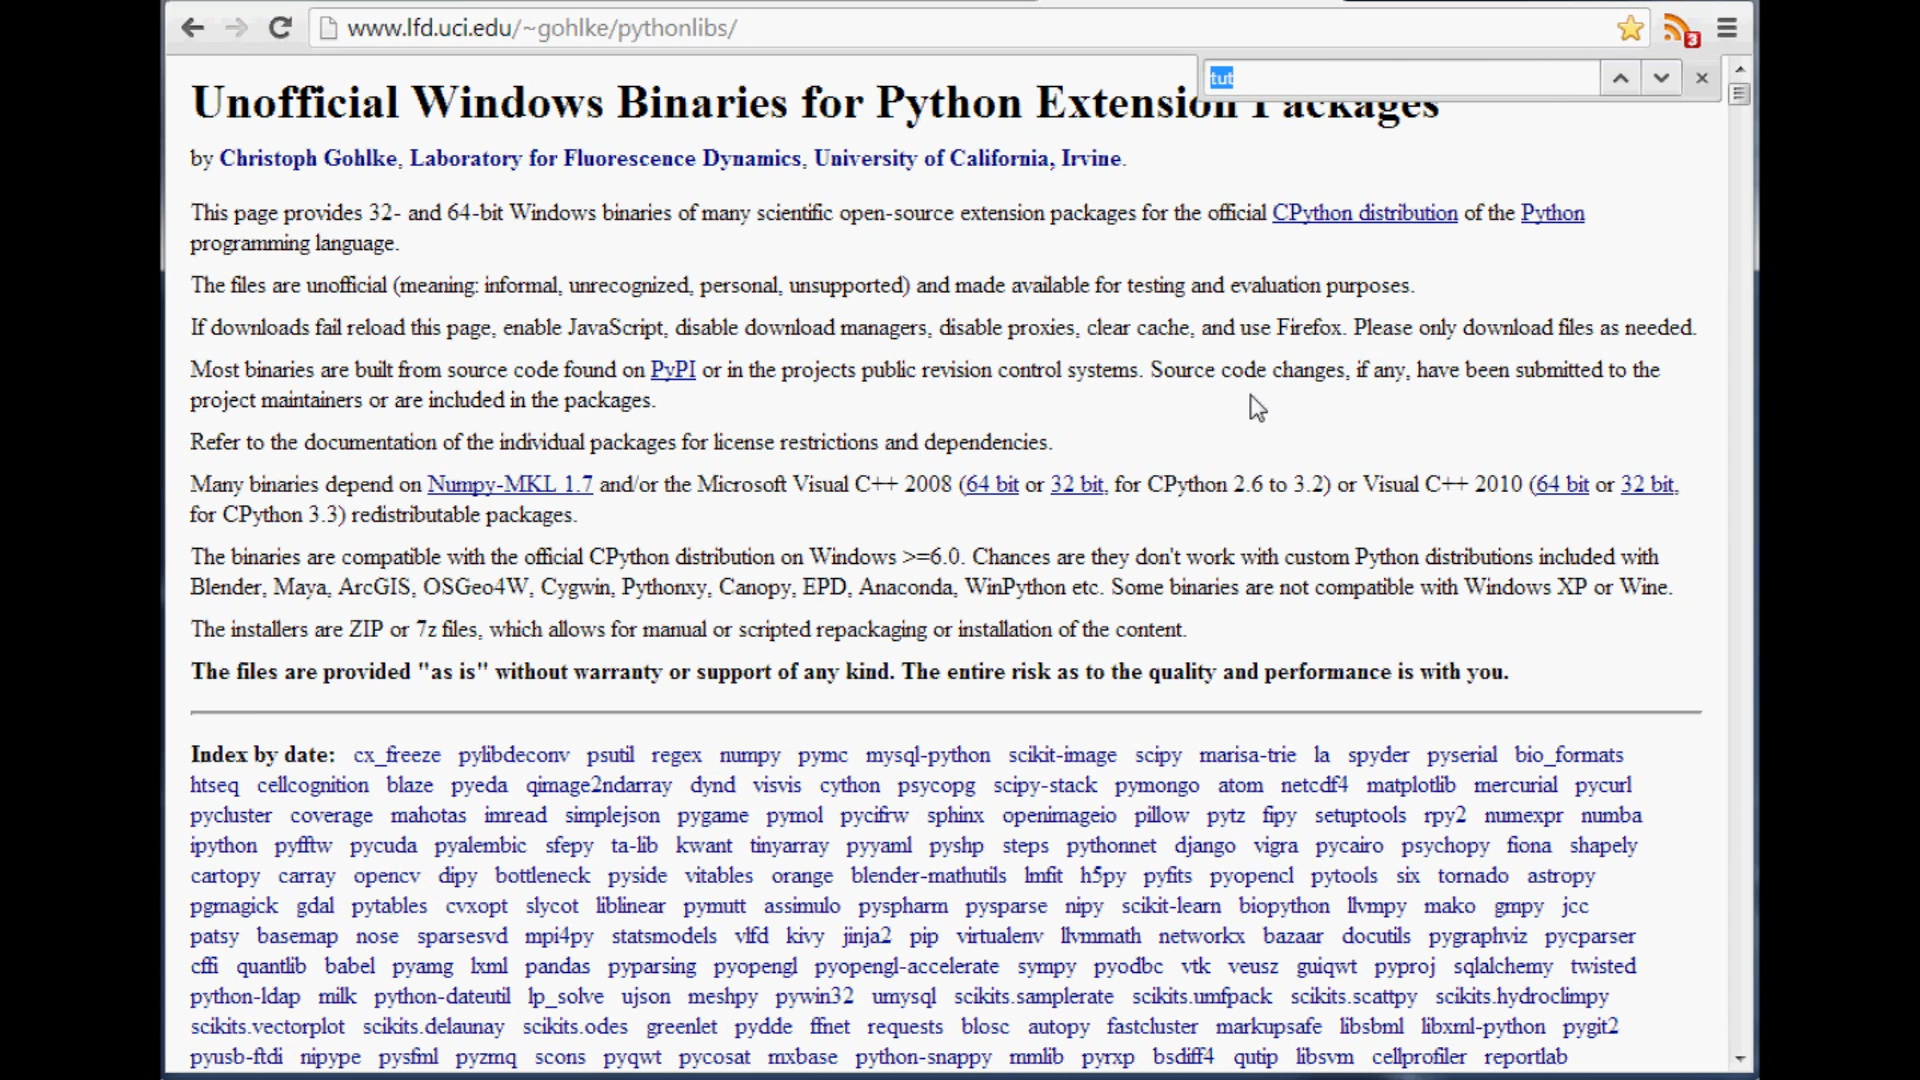 www.lfd.uci.edu/~gohlke/pythonlibs/
3
tut
Unofficial Windows Binaries for Python Extension Packages
by Christoph Gohlke, Laboratory for Fluorescence Dynamics, University of California, Irvine.
This page provides 32- and 64-bit Windows binaries of many scientific open-source extension packages for the official CPython distribution of the Python
programming language.
The files are unofficial (meaning: informal, unrecognized, personal, unsupported) and made available for testing and evaluation purposes.
If downloads fail reload this page, enable JavaScript, disable download managers, disable proxies, clear cache, and use Firefox. Please only download files as needed.
Most binaries are built from source code found on PyPI or in the projects public revision control systems. Source code changes, if any, have been submitted to the
project maintainers or are included in the packages.
Refer to the documentation of the individual packages for license restrictions and dependencies.
Many binaries depend on Numpy-MKL 1.7 and/or the Microsoft Visual C++ 2008 (64 bit or 32 bit, for CPython 2.6 to 3.2) or Visual C++ 2010 (64 bit or 32 bit,
for CPython 3.3) redistributable packages.
The binaries are compatible with the official CPython distribution on Windows >=6.0. Chances are they don't work with custom Python distributions included with
Blender, Maya, ArcGIS, OSGeo4W, Cygwin, Pythonxy, Canopy, EPD, Anaconda, WinPython etc. Some binaries are not compatible with Windows XP or Wine.
The installers are ZIP or 7z files, which allows for manual or scripted repackaging or installation of the content.
The files are provided "as is" without warranty or support of any kind. The entire risk as to the quality and performance is with you.
Index by date: cx_freeze pylibdeconv psutil regex numpy pymc mysql-python scikit-image scipy marisa-trie la spyder pyserial bio_formats
htseq cellcognition blaze pyeda qimage2ndarray dynd visvis cython psycopg scipy-stack pymongo atom netcdf4 matplotlib mercurial pycurl
pycluster coverage mahotas imread simplejson pygame pymol pycifrw sphinx openimageio pillow pytz fipy setuptools rpy2 numexpr numba
ipython pyfftw pycuda pyalembic sfepy ta-lib kwant tinyarray pyyaml pyshp steps pythonnet django vigra pycairo psychopy fiona shapely
cartopy carray opencv dipy bottleneck pyside vitables orange blender-mathutils lmfit h5py pyfits pyopencl pytools six tornado astropy
pgmagick gdal pytables cvxopt slycot liblinear pymutt assimulo pyspharm pysparse nipy scikit-learn biopython llvmpy mako gmpy jcc
patsy basemap nose sparsesvd mpi4py statsmodels vlfd kivy jinja2 pip virtualenv llvmmath networkx bazaar docutils pygraphviz pycparser
cffi quantlib babel pyamg lxml pandas pyparsing pyopengl pyopengl-accelerate sympy pyodbc vtk veusz guiqwt pyproj sqlalchemy twisted
python-ldap milk python-dateutil lp_solve ujson meshpy pywin32 umysql scikits.samplerate scikits.umfpack scikits.scattpy scikits.hydroclimpy
scikits.vectorplot scikits.delaunay scikits.odes greenlet pydde ffnet requests blosc autopy fastcluster markupsafe libsbml libxml-python pygit2
pyusb-ftdi nipype pysfml pyzmq scons pyqwt pycosat mxbase python-snappy mmlib pyrxp bsdiff4 qutip libsvm cellprofiler reportlab